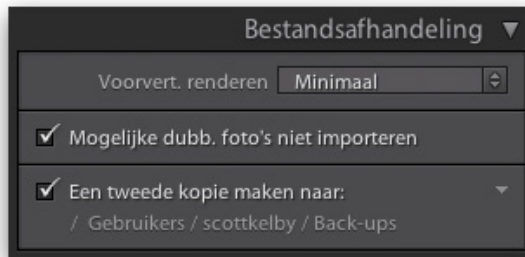 Bestandsafhandeling
Voorvert. renderen Minimaal
Mogelijke dubb. foto's niet importeren
Een tweede kopie maken naar:
/ Gebruikers / scottkelby / Back-ups